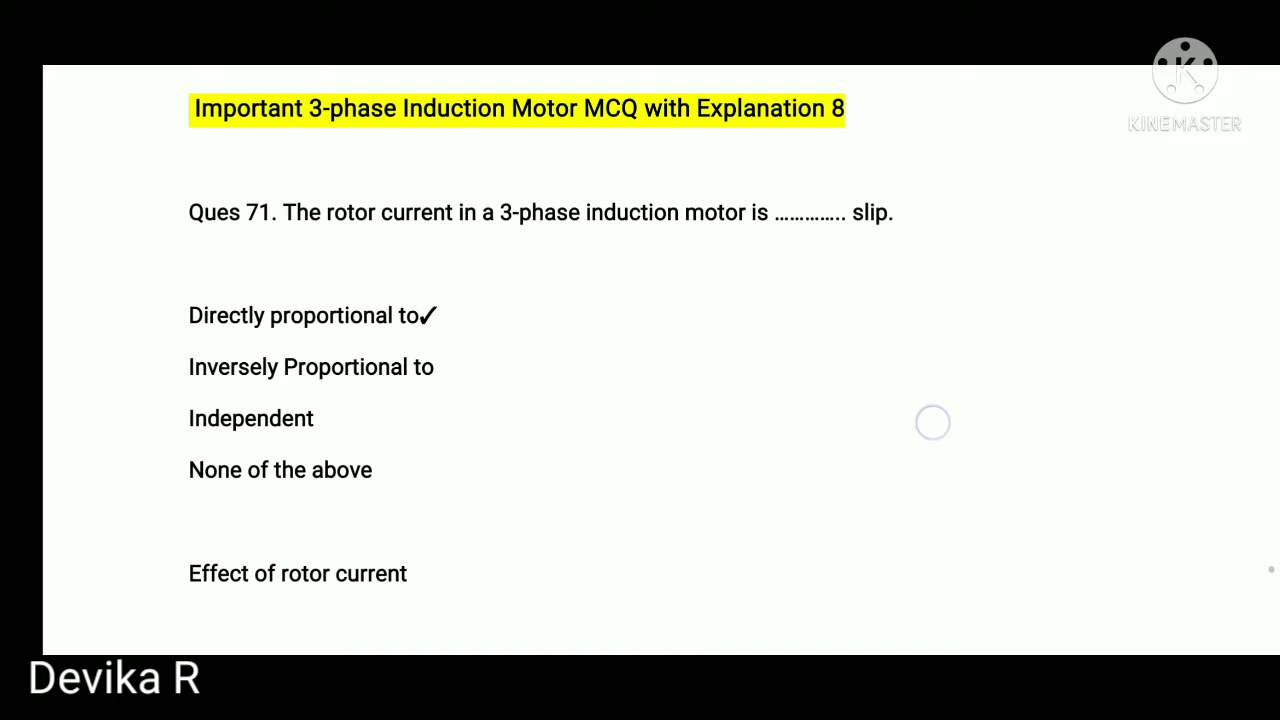 KINEMASTER
Important 3-phase Induction Motor MCQ with Explanation 8
Ques 71. The rotor current in a 3-phase induction motor is ………….. slip.
Directly proportional to✓
Inversely Proportional to
Independent
None of the above
Effect of rotor current
Devika R